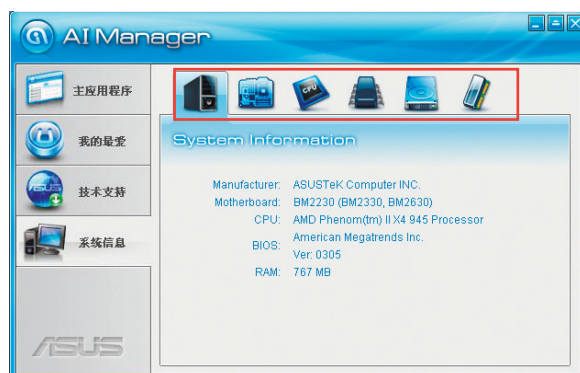 AI Manager
主应用程序
我的最爱
技术支持
系统信息
ASUS
CPU
System Information
Manufacturer: ASUSTeK Computer INC.
Motherboard: BM2230 (BM2330, BM2630)
CPU: AMD Phenom(tm) II X4 945 Processor
BIOS: American Megatrends Inc.
Ver: 0305
RAM: 767 MB